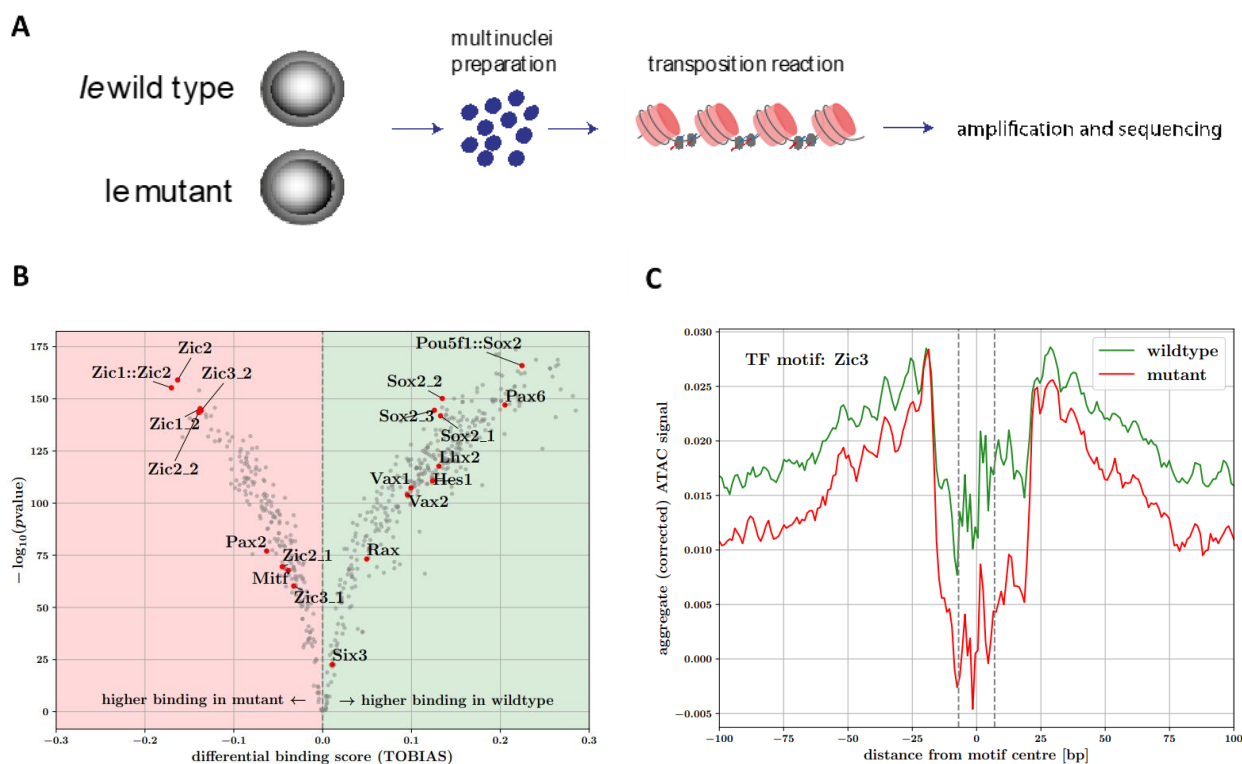 A
le wild type
le mutant
multinuclei
preparation
transposition reaction
amplification and sequencing
B
175
150
125
100
75
50
25
0
− log₁₀(pvalue)
Zic2
Zic1::Zic2
Zic3_2
Zic1_2
Zic2_2
Pax2
Zic2_1
Mitf
Zic3_1
Pou5f1::Sox2
Sox2_2
Pax6
Sox2_3
Sox2_1
Lhx2
Vax1
Hes1
Vax2
Rax
Six3
higher binding in mutant ←
→ higher binding in wildtype
−0.3
−0.2
−0.1
0.0
0.1
0.2
0.3
differential binding score (TOBIAS)
C
0.030
0.025
0.020
0.015
0.010
0.005
0.000
−0.005
aggregate (corrected) ATAC signal
TF motif: Zic3
wildtype
mutant
−100
−75
−50
−25
0
25
50
75
100
distance from motif centre [bp]